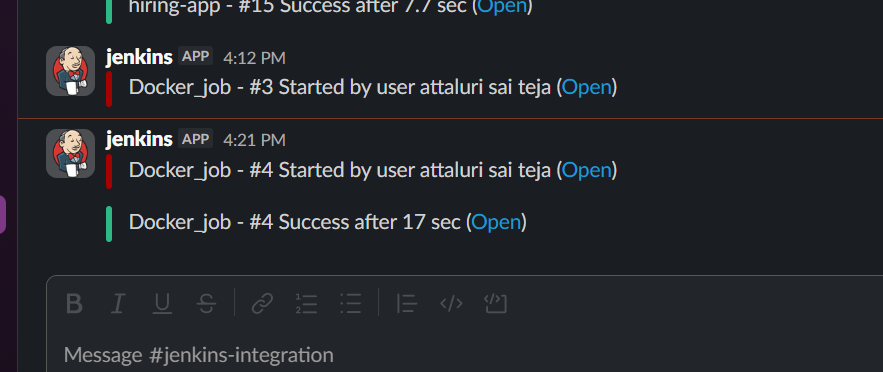 hiring-app - #15 Success after 7.7 sec (Open)
jenkins APP 4:12 PM
Docker_job - #3 Started by user attaluri sai teja (Open)
jenkins APP 4:21 PM
Docker_job - #4 Started by user attaluri sai teja (Open)
Docker_job - #4 Success after 17 sec (Open)
Message #jenkins-integration